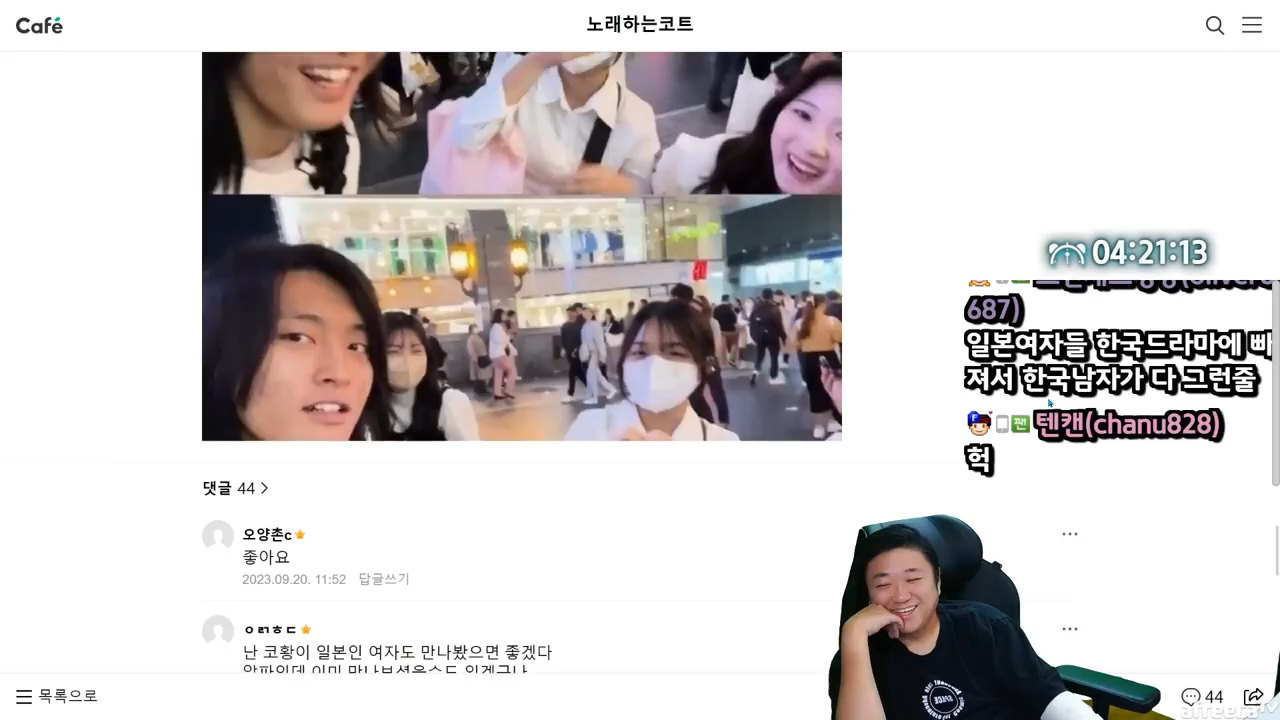 Café
노래하는코트
04:21:13
687)
일본여자들 한국드라마에 빠
져서 한국남자가 다 그런줄
팬 텐캔(chanu828)
헉
댓글 44
오양촌c
좋아요
2023.09.20. 11:52 답글쓰기
난 코황이 일본인 여자도 만나봤으면 좋겠다
목록으로
44
afreecaTV